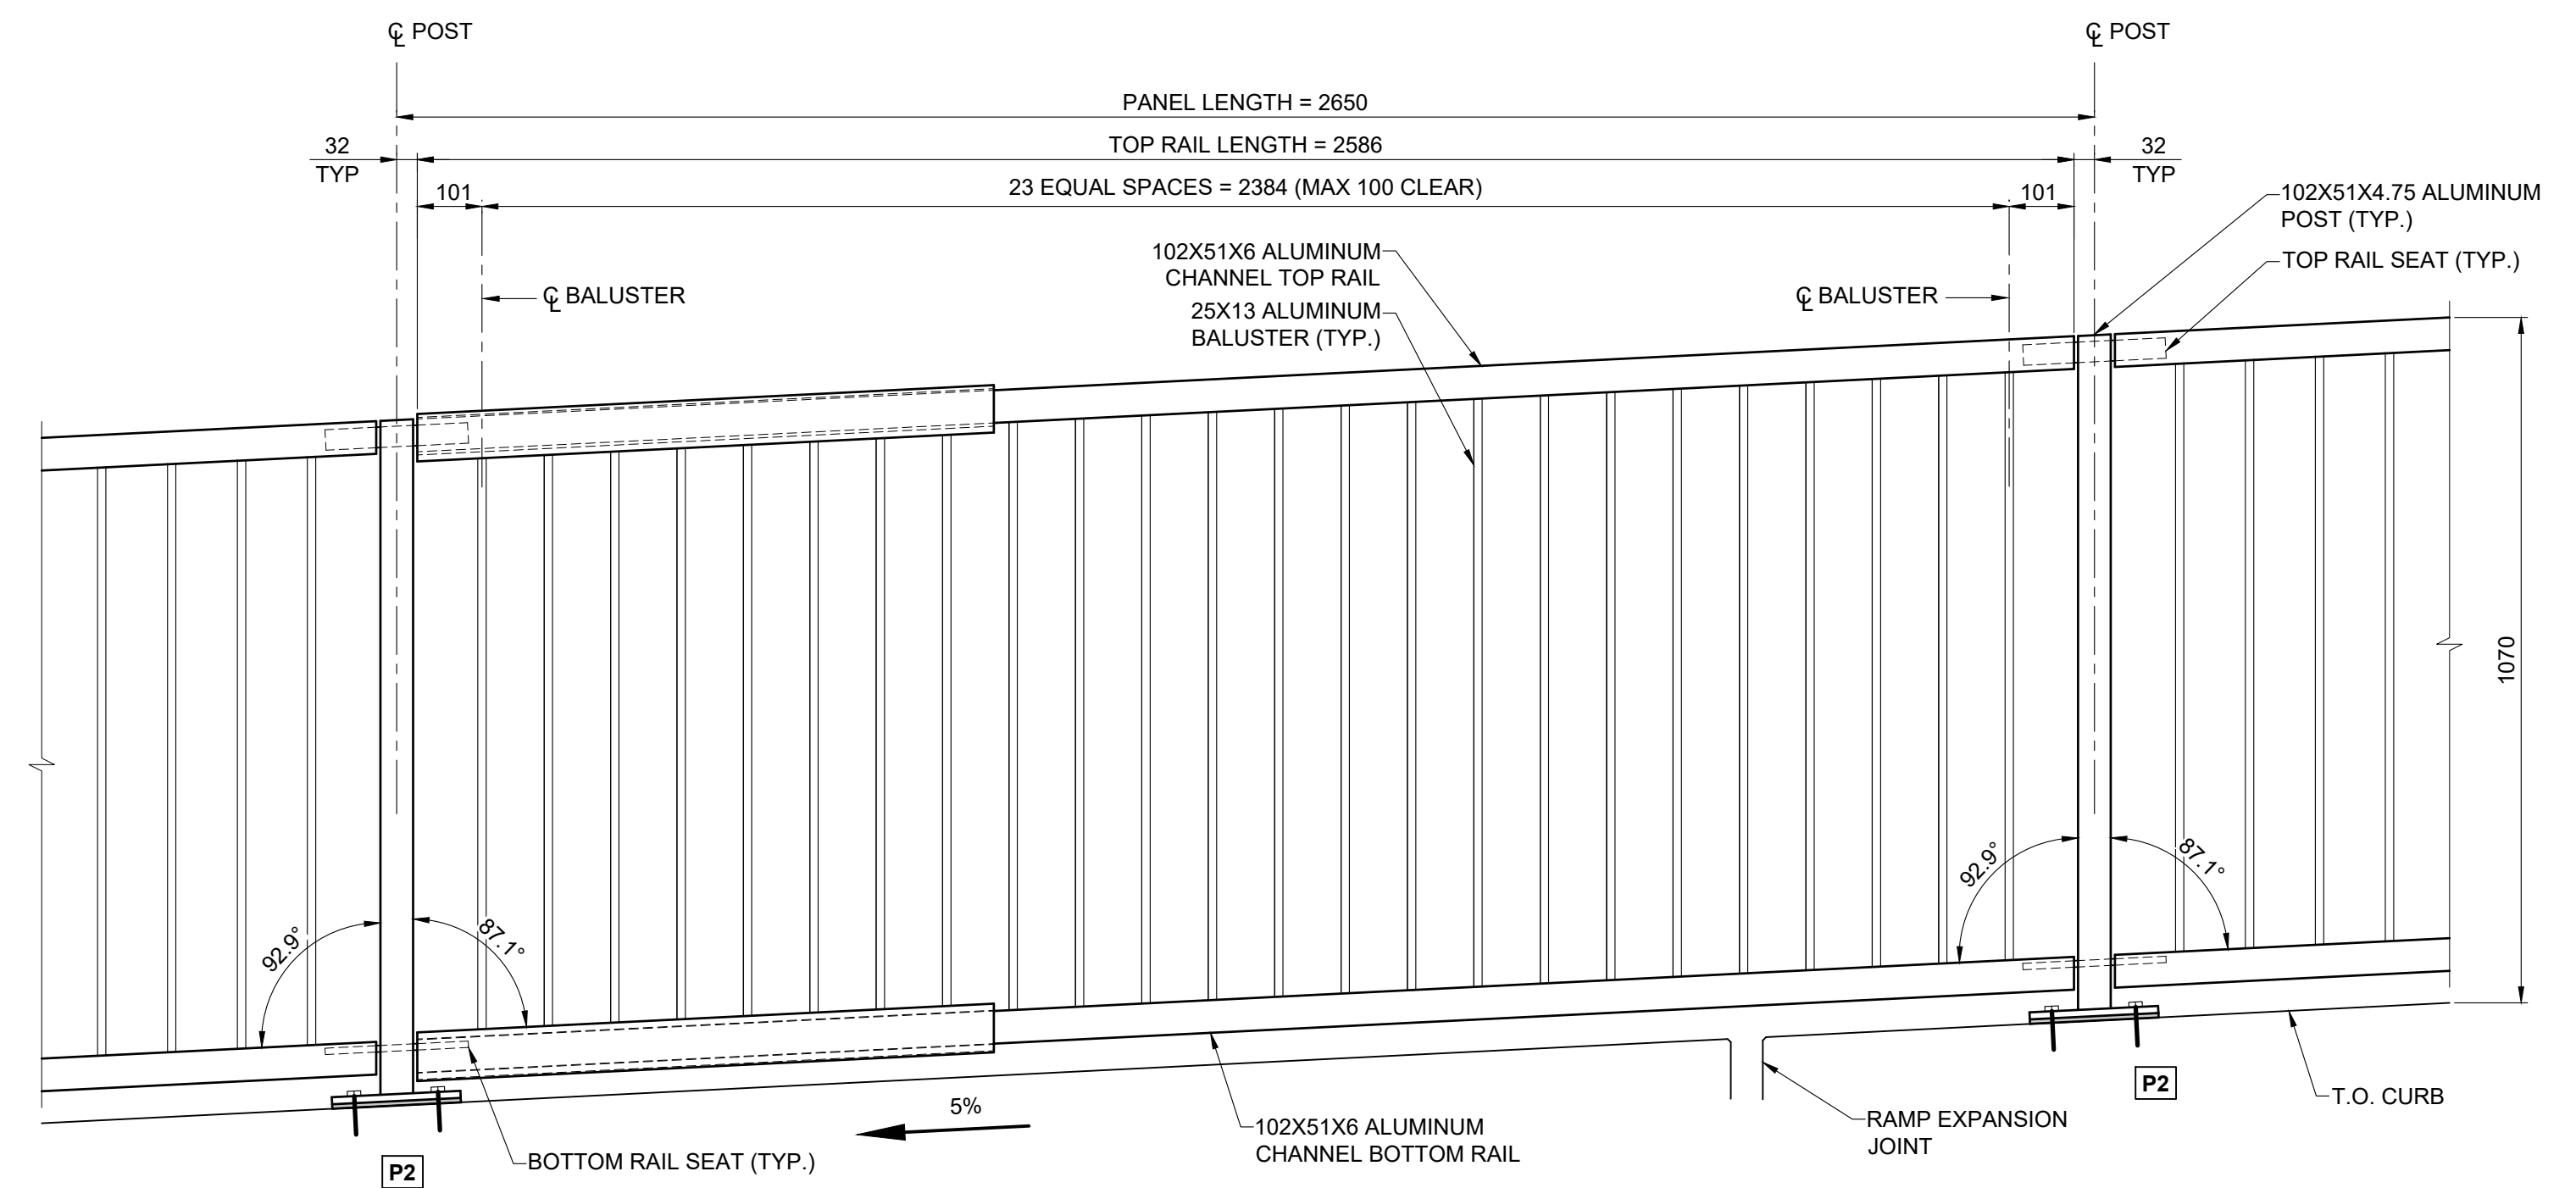 ℄ POST
℄ POST
PANEL LENGTH = 2650
TOP RAIL LENGTH = 2586
32
TYP
32
TYP
101
23 EQUAL SPACES = 2384 (MAX 100 CLEAR)
101
102X51X4.75 ALUMINUM
POST (TYP.)
TOP RAIL SEAT (TYP.)
102X51X6 ALUMINUM
CHANNEL TOP RAIL
℄ BALUSTER
℄ BALUSTER
25X13 ALUMINUM
BALUSTER (TYP.)
1070
92.9°
87.1°
92.9°
87.1°
P2
T.O. CURB
5%
RAMP EXPANSION
JOINT
102X51X6 ALUMINUM
CHANNEL BOTTOM RAIL
BOTTOM RAIL SEAT (TYP.)
P2